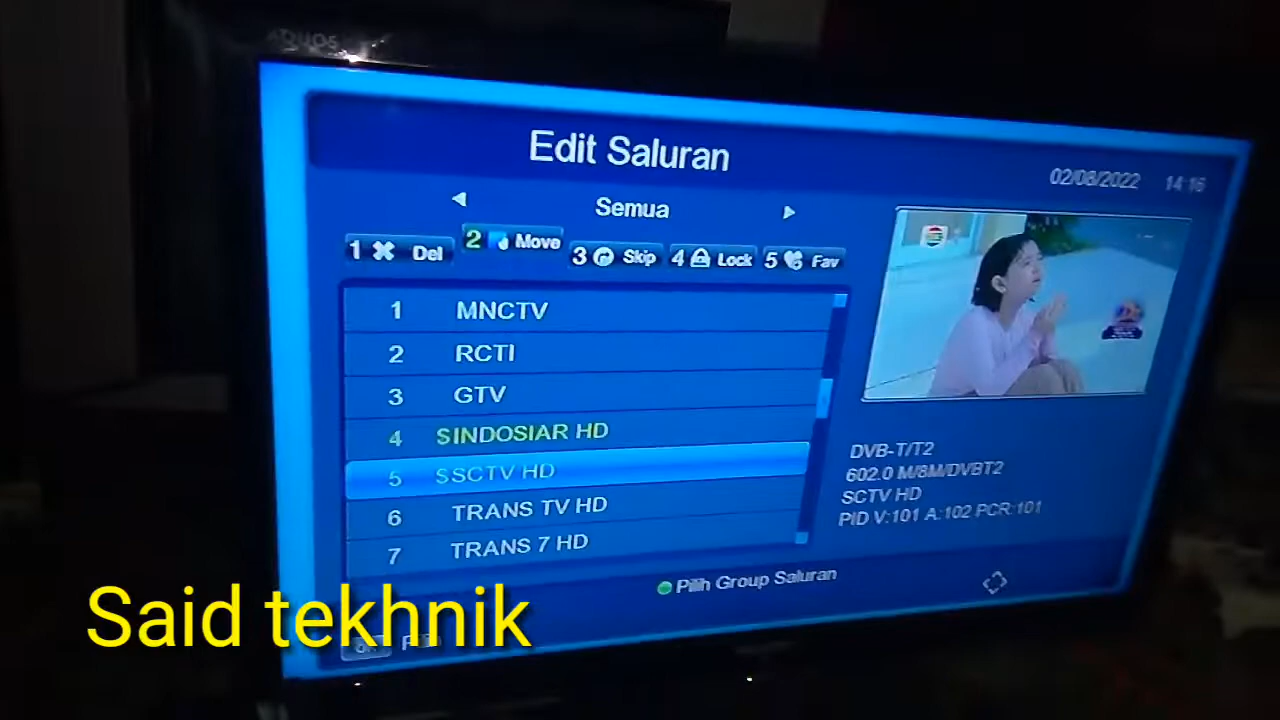 AQUOS
Edit Saluran
02/08/2022 14:16
Semua
1 Del 2 Move 3 Skip 4 Lock 5 Fav
1 MNCTV
2 RCTI
3 GTV
4 SINDOSIAR HD
5 SSCTV HD
6 TRANS TV HD
7 TRANS 7 HD
DVB-T/T2
602.0 M/8M/DVBT2
SCTV HD
PID V:101 A:102 PCR:101
Pilih Group Saluran
Said tekhnik
OK